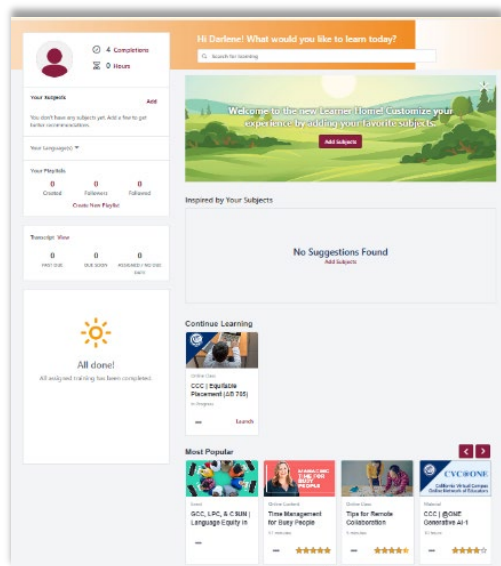 Hi Darlene! What would you like to learn today?
Search for learning
4 Completions
0 Hours
Your Subjects
Add
You don't have any subjects yet. Add a few to get
further recommendations.
Your Language(s)
Your Playlists
0 0 0
Created Followers Followed
Create New Playlist
Transcript View
0 0 0
PAST DUE DUE SOON ASSIGNED / NO DUE
DATE
All done!
All assigned training has been completed.
Welcome to the new Learner Home! Customize your
experience by adding your favorite subjects.
Add Subjects
Inspired by Your Subjects
No Suggestions Found
Add Subjects
Continue Learning
Online Class
CCC | Equitable
Placement (AB 705)
In Progress
Launch
Most Popular
Event
GCC, LPC, & CSUN |
Language Equity in
TIME FOR
BUSY
PEOPLE
Online Content
Time Management
for Busy People
Online Class
Tips for Remote
Collaboration
CVC@ONE
California Virtual Campus
Online Network of Educators
Material
CCC | @ONE
Generative AI-1